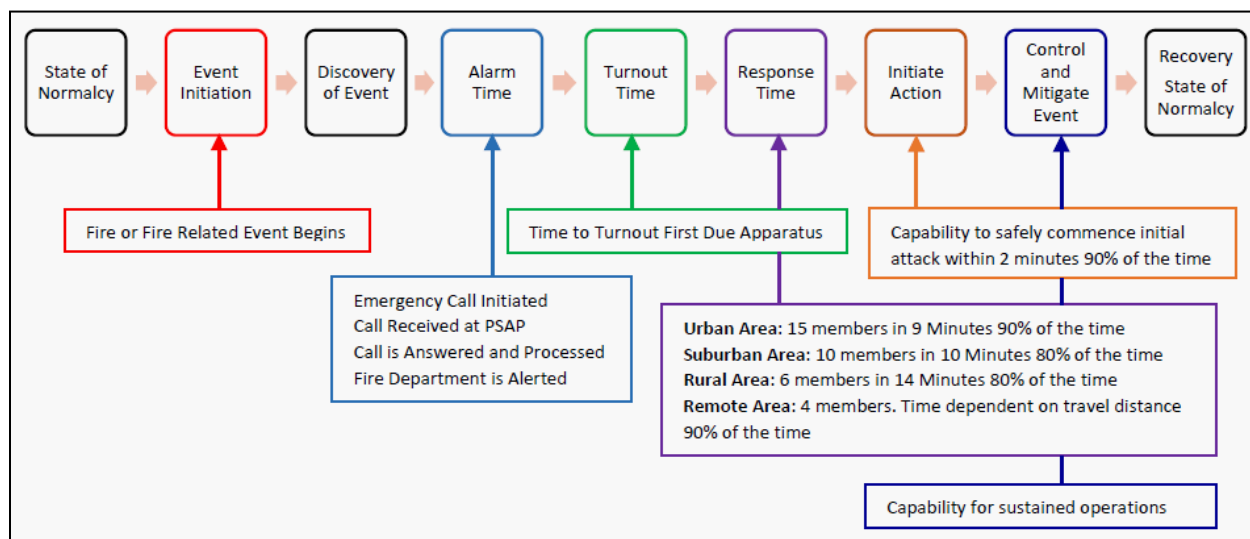 State of
Normalcy
Event
Initiation
Discovery
of Event
Alarm
Time
Turnout
Time
Response
Time
Initiate
Action
Control
and
Mitigate
Event
Recovery
State of
Normalcy
Fire or Fire Related Event Begins
Time to Turnout First Due Apparatus
Capability to safely commence initial
attack within 2 minutes 90% of the time
Emergency Call Initiated
Call Received at PSAP
Call is Answered and Processed
Fire Department is Alerted
Urban Area: 15 members in 9 Minutes 90% of the time
Suburban Area: 10 members in 10 Minutes 80% of the time
Rural Area: 6 members in 14 Minutes 80% of the time
Remote Area: 4 members. Time dependent on travel distance
90% of the time
Capability for sustained operations